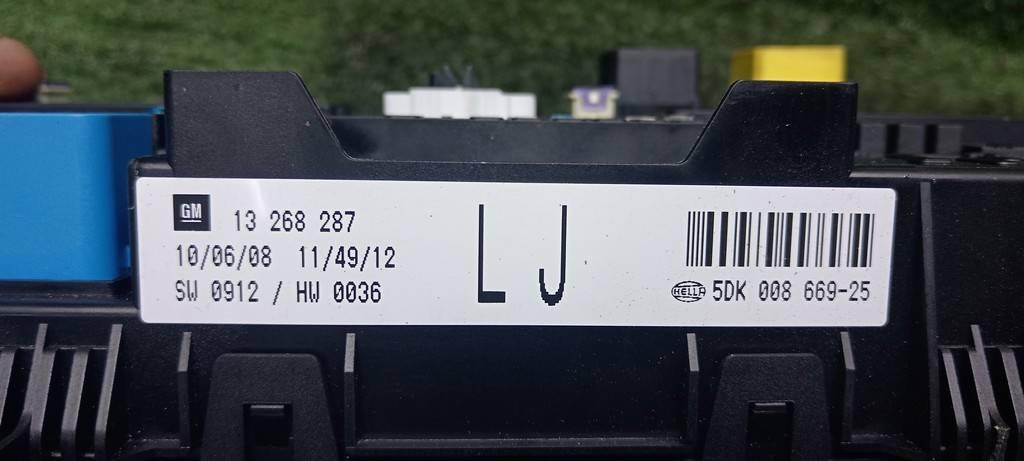 GM 13 268 287
10/06/08 11/49/12
SW 0912 / HW 0036
LJ
HELLA 5DK 008 669-25